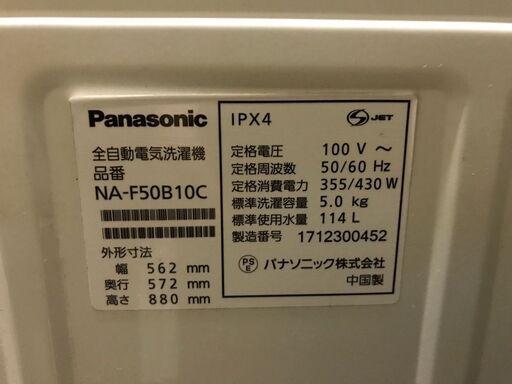 Panasonic
全自動電気洗濯機
品番
NA-F50B10C
外形寸法
幅 562 mm
奥行 572 mm
高さ 880 mm
IPX4
S JET
定格電圧 100 V ～
定格周波数 50/60 Hz
定格消費電力 355/430 W
標準洗濯容量 5.0 kg
標準使用水量 114 L
製造番号 1712300452
PS E パナソニック株式会社
中国製